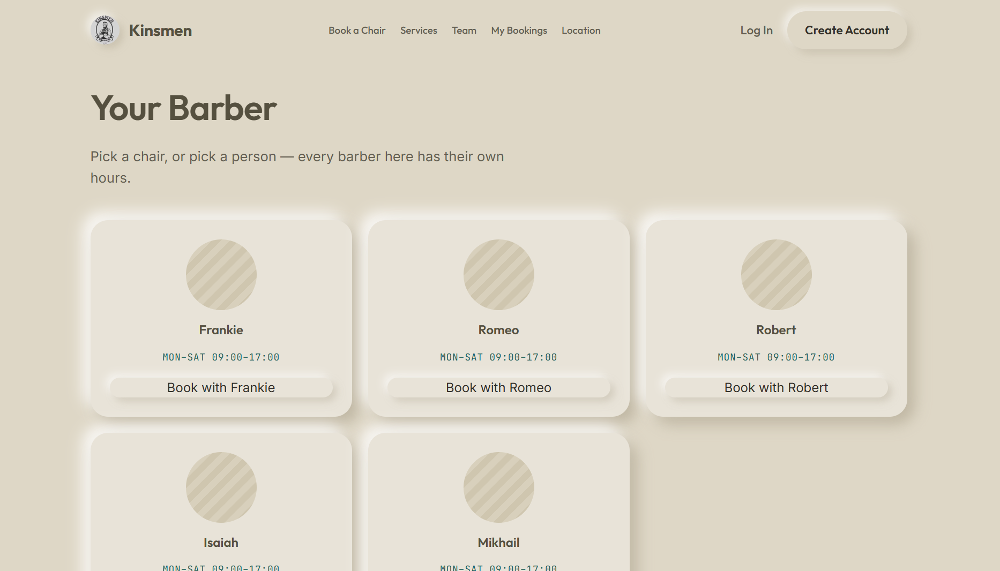 KINSMEN
BARBERS
Kinsmen
Book a Chair
Services
Team
My Bookings
Location
Log In
Create Account
Your Barber
Pick a chair, or pick a person — every barber here has their own
hours.
Frankie
MON–SAT 09:00–17:00
Book with Frankie
Romeo
MON–SAT 09:00–17:00
Book with Romeo
Robert
MON–SAT 09:00–17:00
Book with Robert
Isaiah
MON–SAT 09:00–17:00
Mikhail
MON–SAT 09:00–17:00